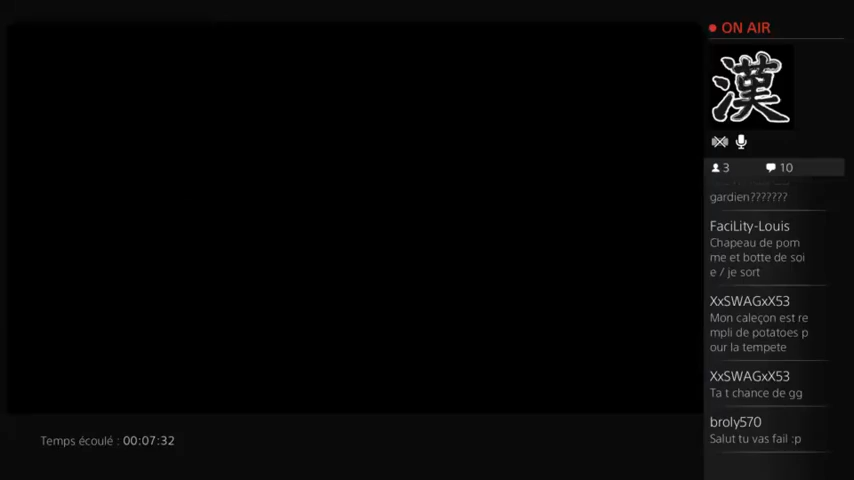 ON AIR
漢
3 10
gardien???????
FaciLity-Louis
Chapeau de pom
me et botte de soi
e / je sort
XxSWAGxX53
Mon caleçon est re
mpli de potatoes p
our la tempete
XxSWAGxX53
Ta t chance de gg
broly570
Salut tu vas fail :p
Temps écoulé : 00:07:32